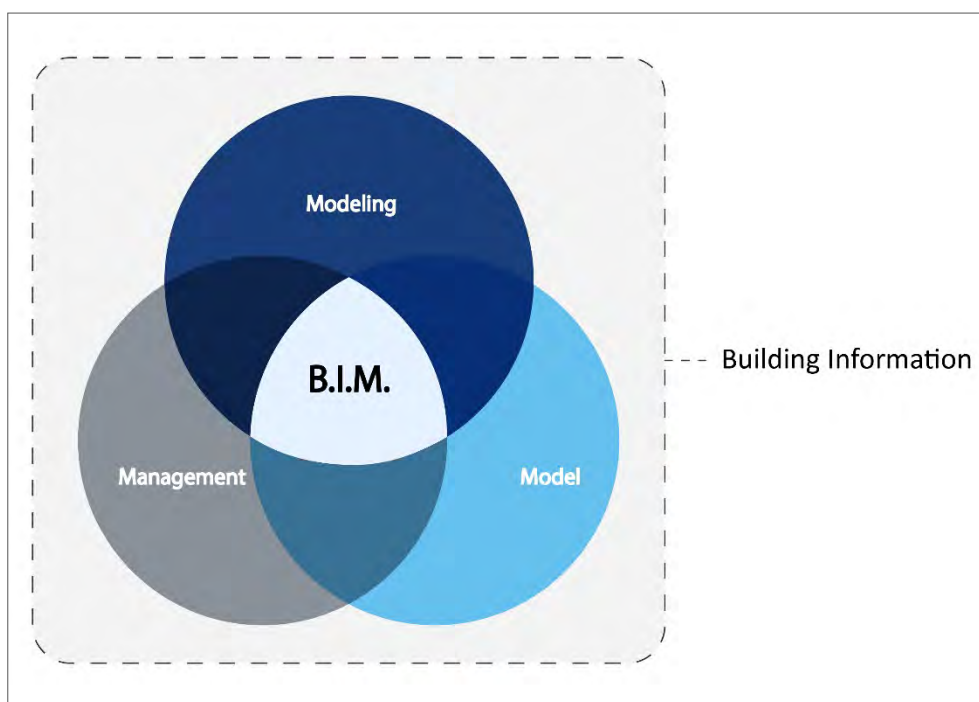 Modeling
B.I.M.
Building Information
Management
Model